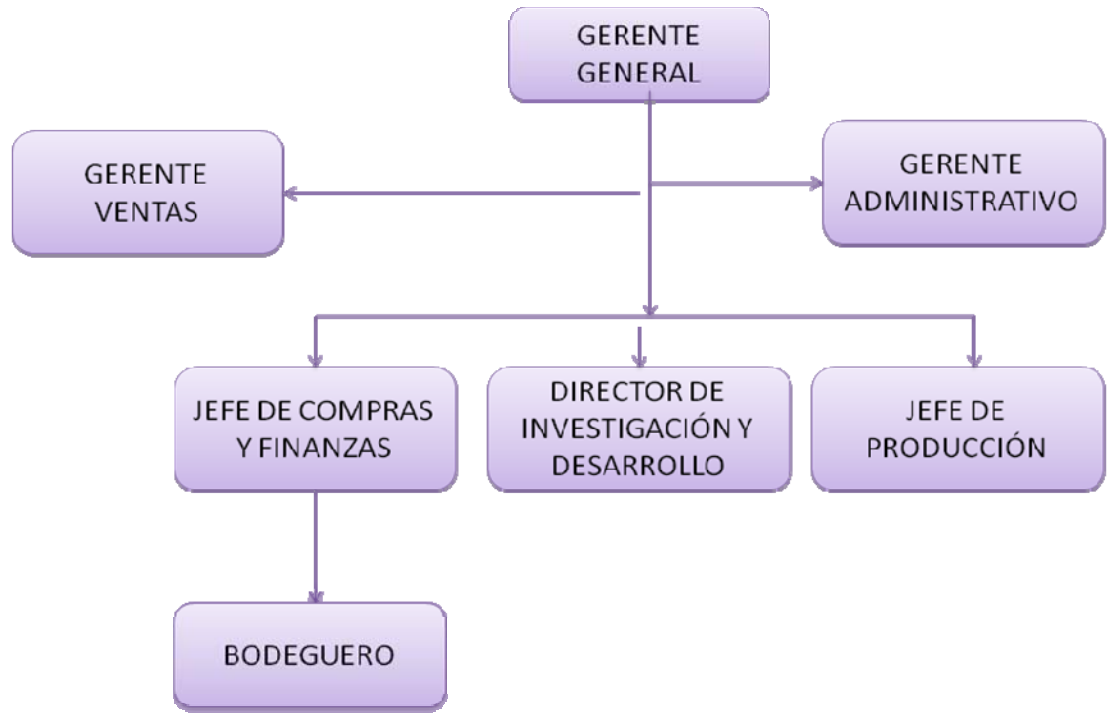 GERENTE
GENERAL
GERENTE
VENTAS
GERENTE
ADMINISTRATIVO
JEFE DE COMPRAS
Y FINANZAS
DIRECTOR DE
INVESTIGACIÓN Y
DESARROLLO
JEFE DE
PRODUCCIÓN
BODEGUERO